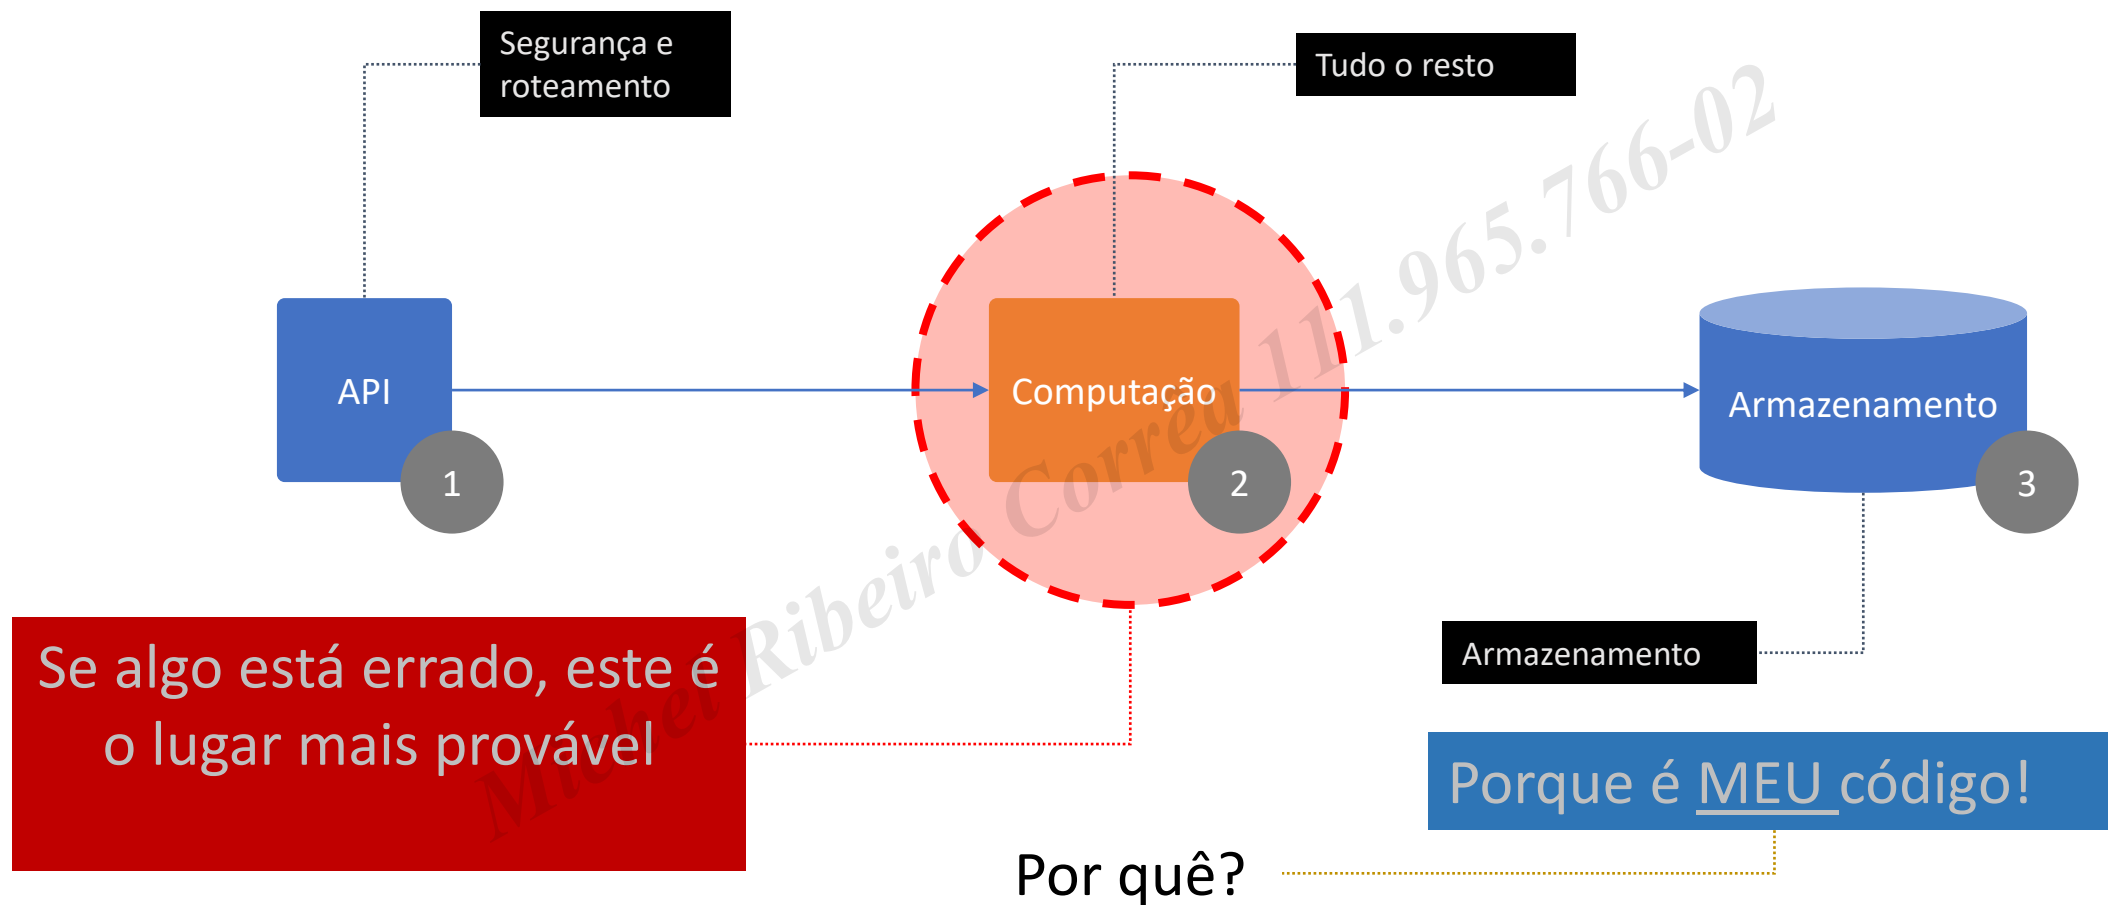 Segurança e
roteamento
Tudo o resto
API
1
Computação
2
Armazenamento
3
Se algo está errado, este é
o lugar mais provável
Armazenamento
Porque é MEU código!
Por quê?
Michel Ribeiro Corrêa 111.965.766-02